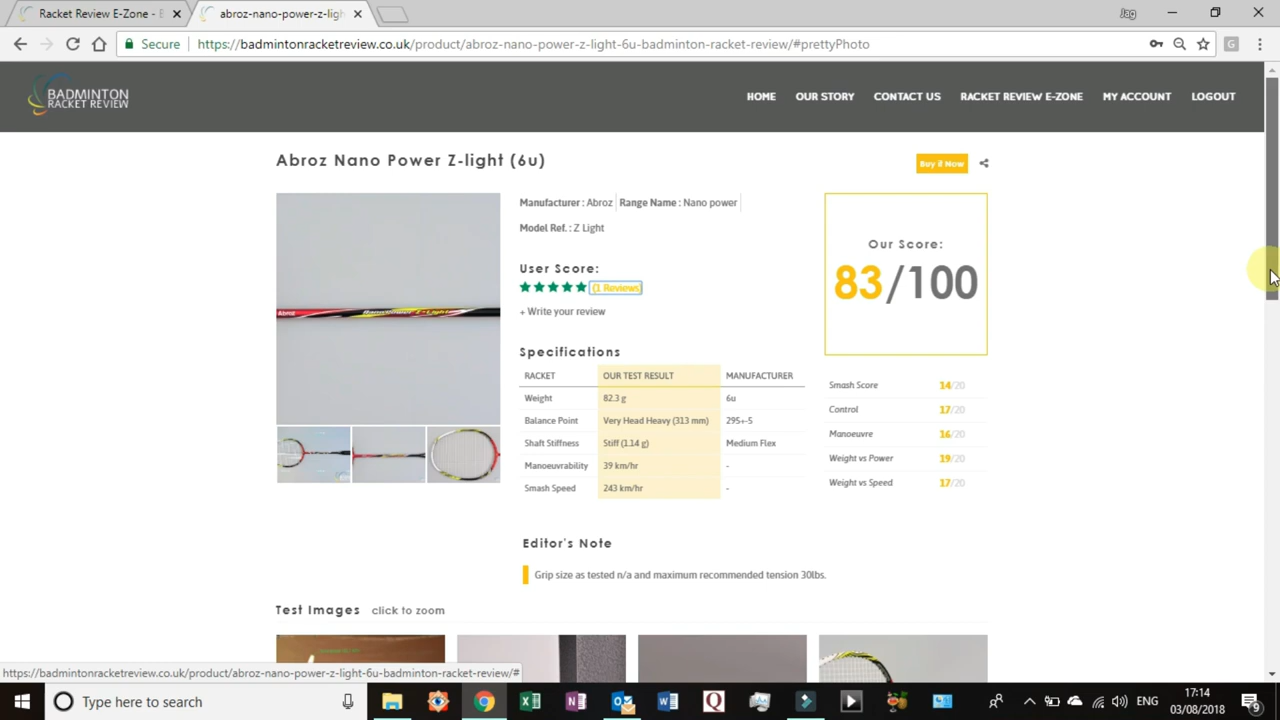 Racket Review E-Zone - B
abroz-nano-power-z-ligh
Jag
Secure
https://badmintonracketreview.co.uk/product/abroz-nano-power-z-light-6u-badminton-racket-review/#prettyPhoto
BADMINTON
RACKET REVIEW
HOME OUR STORY CONTACT US RACKET REVIEW E-ZONE MY ACCOUNT LOGOUT
Abroz Nano Power Z-light (6u)
Buy it Now
Manufacturer : Abroz Range Name : Nano power
Model Ref. : Z Light
User Score:
(1 Reviews)
+ Write your review
Our Score:
83/100
Specifications
RACKET OUR TEST RESULT MANUFACTURER
Weight 82.3 g 6u
Balance Point Very Head Heavy (313 mm) 295+-5
Shaft Stiffness Stiff (1.14 g) Medium Flex
Manoeuvrability 39 km/hr -
Smash Speed 243 km/hr -
Smash Score 14/20
Control 17/20
Manoeuvre 16/20
Weight vs Power 19/20
Weight vs Speed 17/20
Editor's Note
Grip size as tested n/a and maximum recommended tension 30lbs.
Test Images click to zoom
https://badmintonracketreview.co.uk/product/abroz-nano-power-z-light-6u-badminton-racket-review/#
Type here to search
ENG
17:14
03/08/2018
9